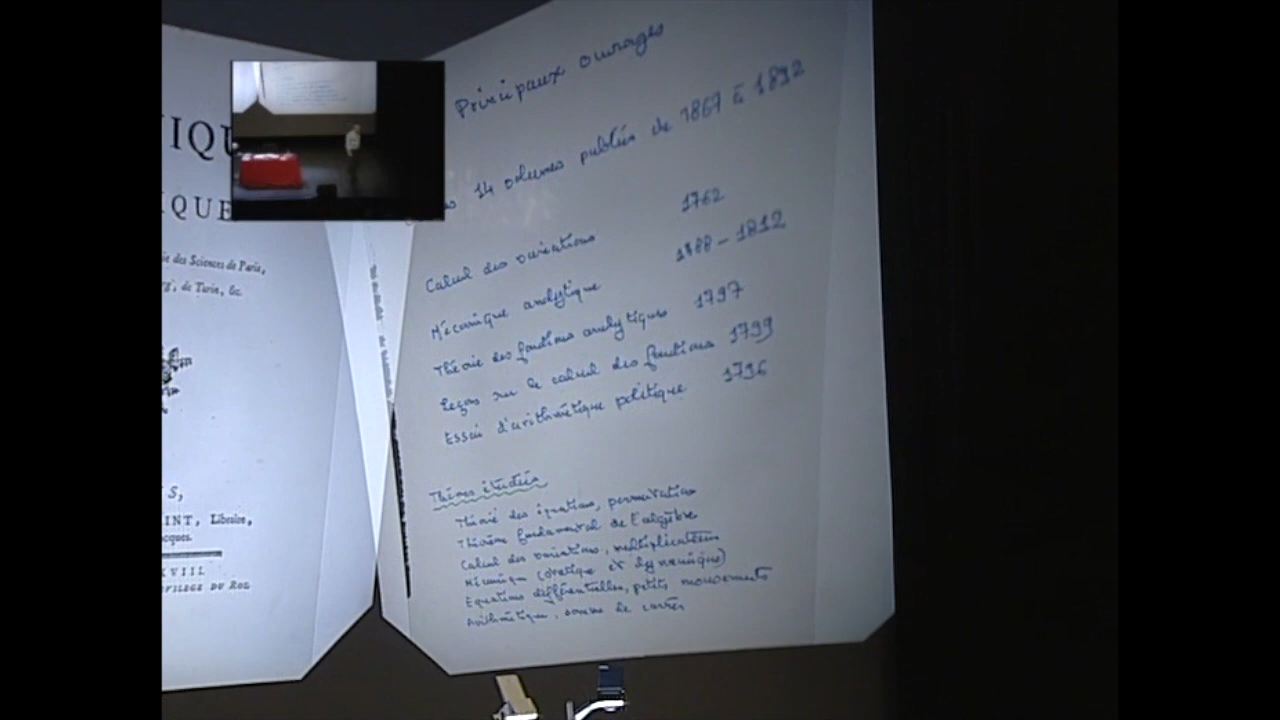 IQU
IQUE
ie des Sciences de Paris,
de Turin, &c.
S,
INT, Libraire,
cques.
XVIII.
VILEGE DU ROI.
Principaux ouvrages
14 volumes publiés de 1867 à 1892
Calcul des variations 1762
Mécanique analytique 1788 – 1812
Théorie des fonctions analytiques 1797
Leçons sur le calcul des fonctions 1799
Essai d'arithmétique politique 1796
Thèmes étudiés
Théorie des équations, permutations
Théorème fondamental de l'algèbre
Calcul des variations, multiplicateurs
Mécanique (statique et dynamique)
Equations différentielles, petits mouvements
Arithmétique, somme de carrés